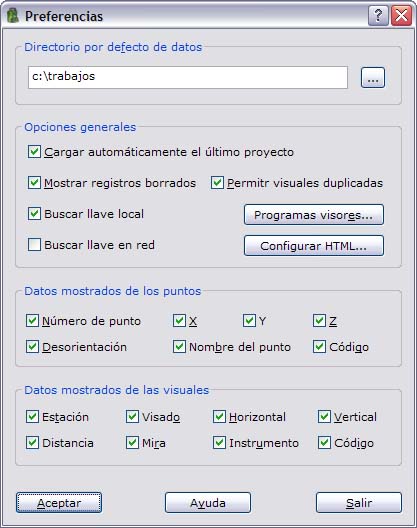 Preferencias
Directorio por defecto de datos
c:\trabajos
...
Opciones generales
Cargar automáticamente el último proyecto
Mostrar registros borrados Permitr visuales duplicadas
Buscar llave local Programas visores...
Buscar llave en red Configurar HTML...
Datos mostrados de los puntos
Número de punto X Y Z
Desorientación Nombre del punto Código
Datos mostrados de las visuales
Estación Visado Horizontal Vertical
Distancia Mira Instrumento Código
Aceptar Ayuda Salir